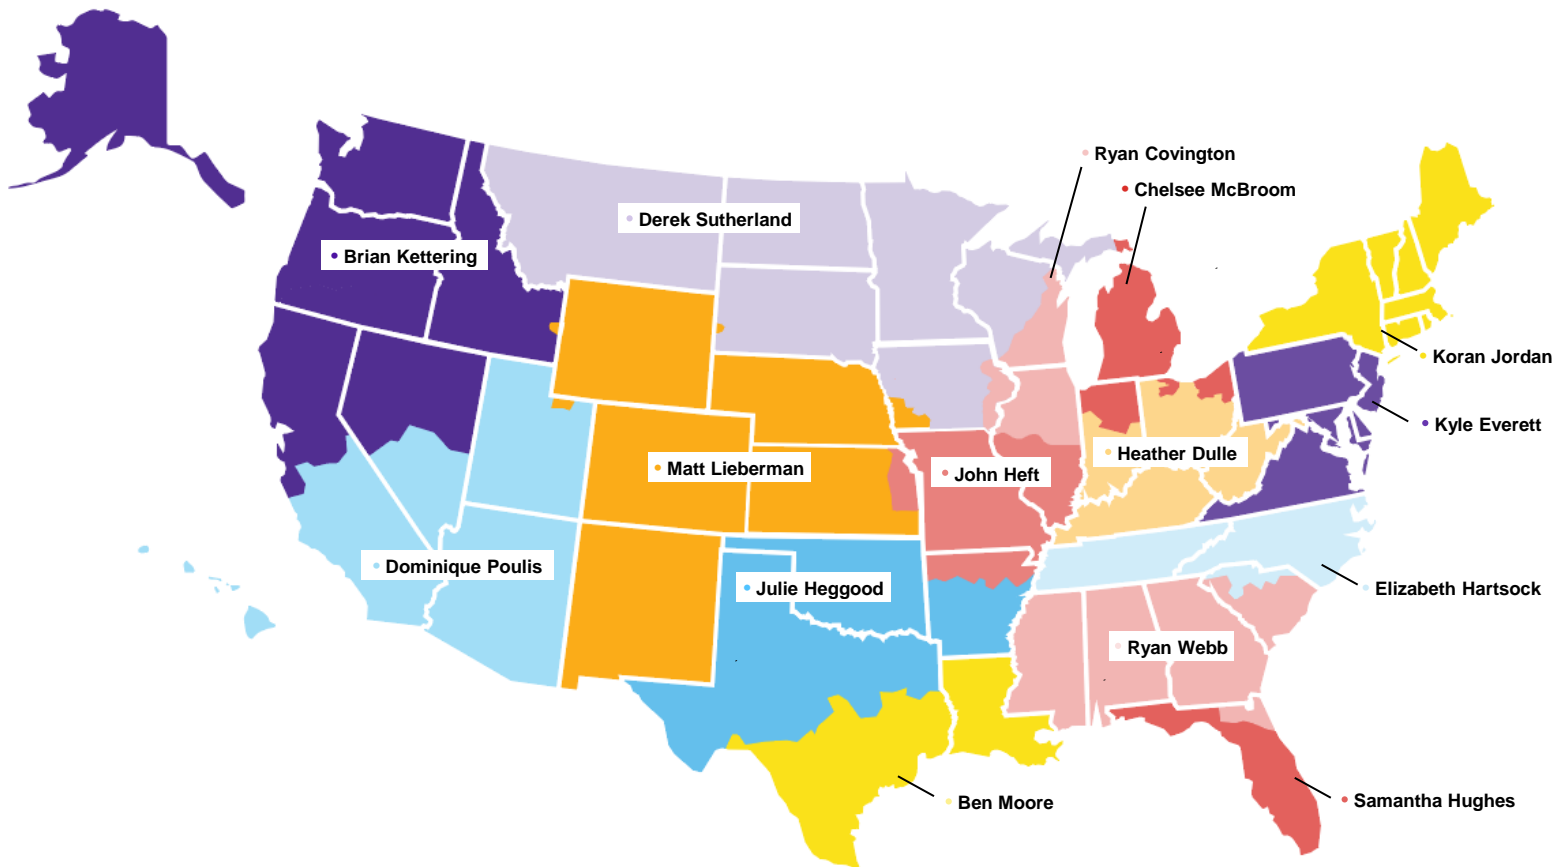 Ryan Covington
Chelsee McBroom
Derek Sutherland
Brian Kettering
Koran Jordan
Kyle Everett
Heather Dulle
Matt Lieberman
John Heft
Dominique Poulis
Julie Heggood
Elizabeth Hartsock
Ryan Webb
Ben Moore
Samantha Hughes